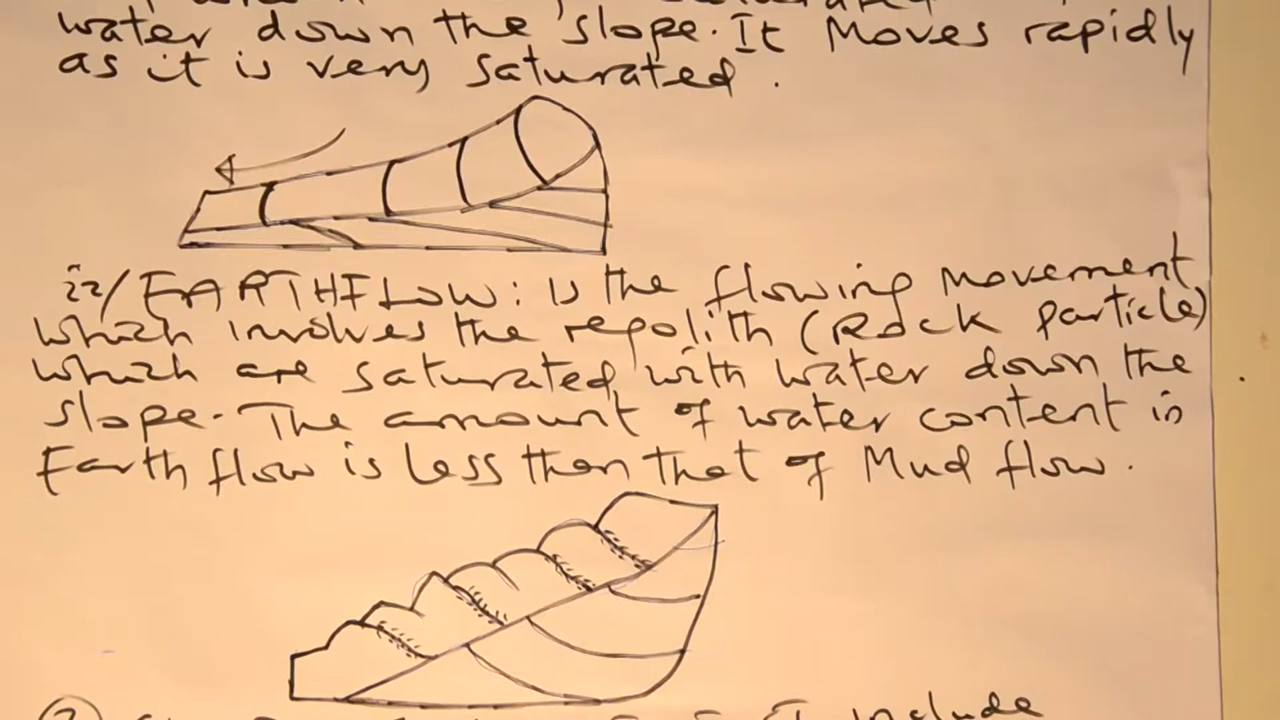 water down the slope. It Moves rapidly
as it is very saturated.
ii/ EARTHFLOW: is the flowing movement
which involves the regolith (Rock particle)
which are saturated with water down the
slope. The amount of water content in
Earth flow is less then that of Mud flow.
include